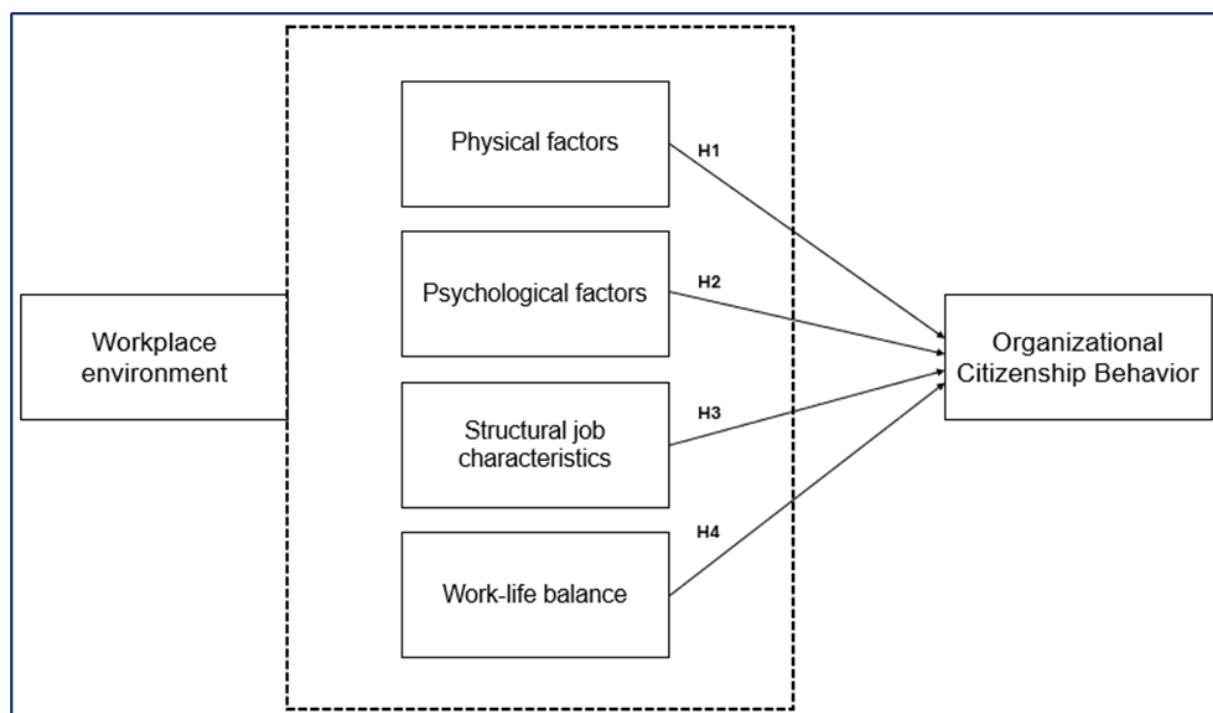 Physical factors
H1
Psychological factors
H2
Workplace
environment
Organizational
Citizenship Behavior
Structural job
characteristics
H3
Work-life balance
H4